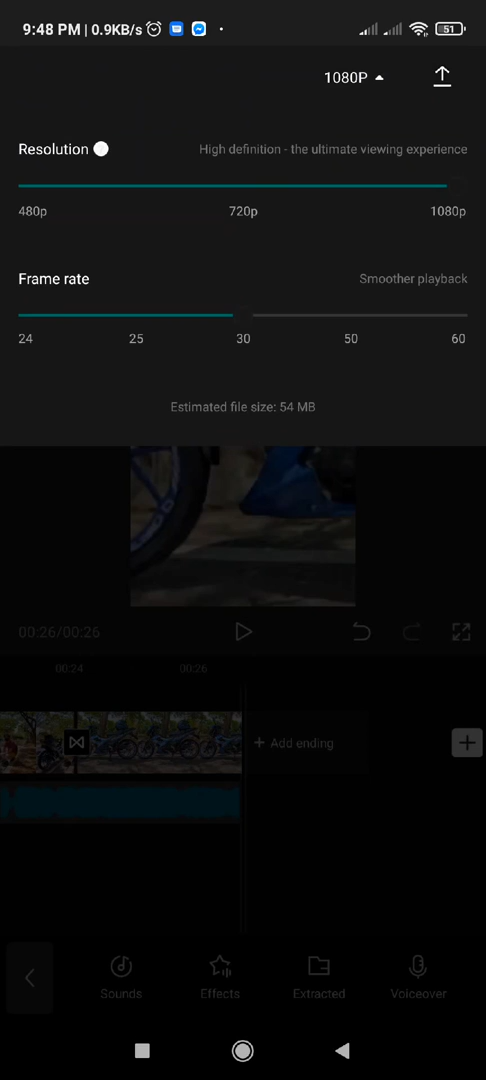 9:48 PM | 0.9KB/s
51
1080P
Resolution High definition - the ultimate viewing experience
480p 720p 1080p
Frame rate Smoother playback
24 25 30 50 60
Estimated file size: 54 MB
00:26/00:26
00:24 00:26
+ Add ending
Sounds Effects Extracted Voiceover